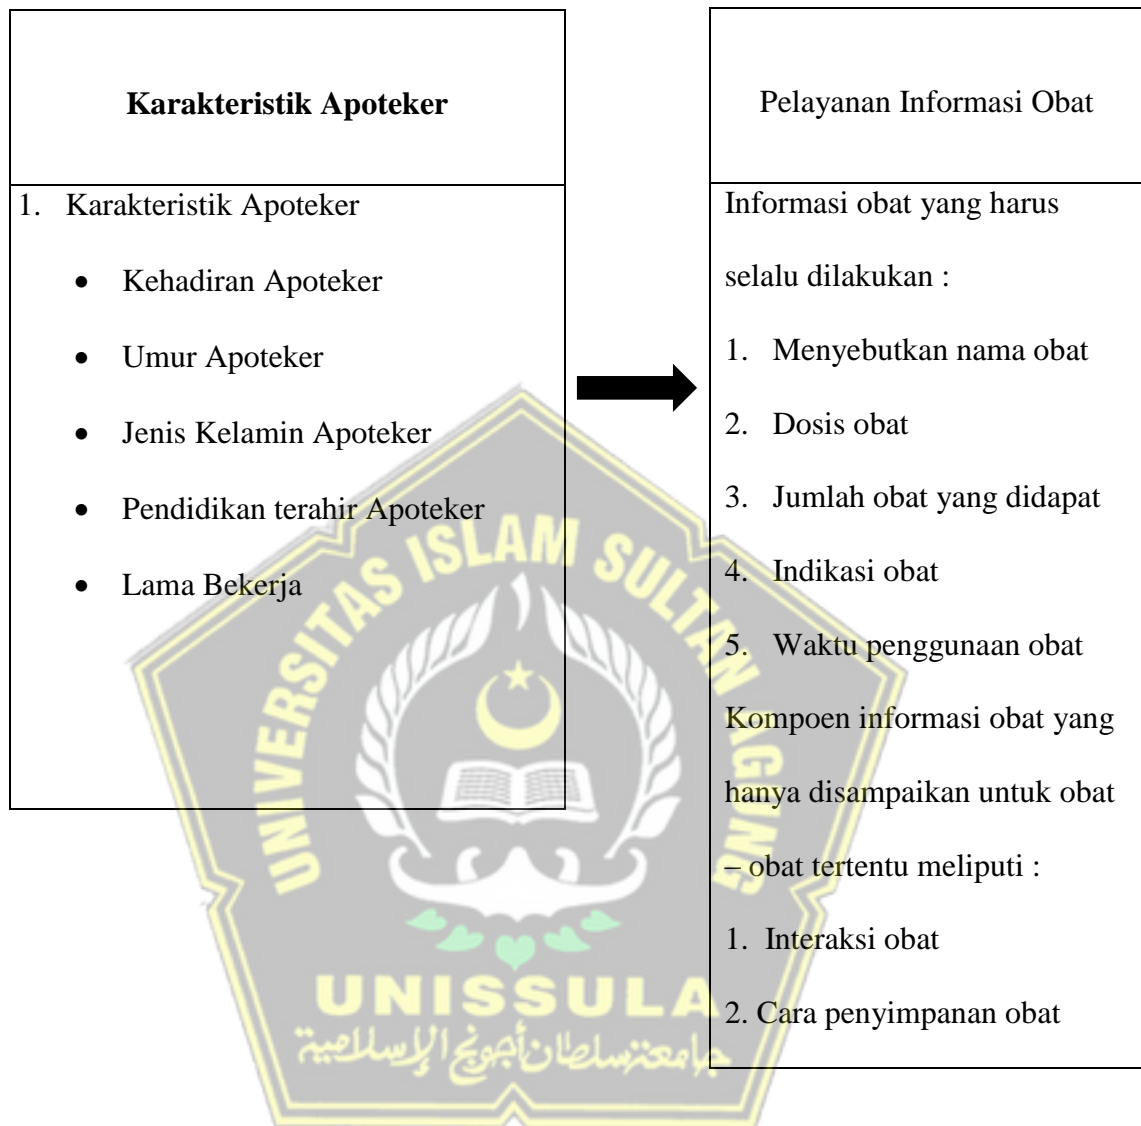 Karakteristik Apoteker
1. Karakteristik Apoteker
• Kehadiran Apoteker
• Umur Apoteker
• Jenis Kelamin Apoteker
• Pendidikan terahir Apoteker
• Lama Bekerja
Pelayanan Informasi Obat
Informasi obat yang harus
selalu dilakukan :
1. Menyebutkan nama obat
2. Dosis obat
3. Jumlah obat yang didapat
4. Indikasi obat
5. Waktu penggunaan obat
Kompoen informasi obat yang
hanya disampaikan untuk obat
– obat tertentu meliputi :
1. Interaksi obat
2. Cara penyimpanan obat
UNIVERSITAS ISLAM SULTAN AGUNG
UNISSULA
جامعة سلطان أجونج الإسلامية